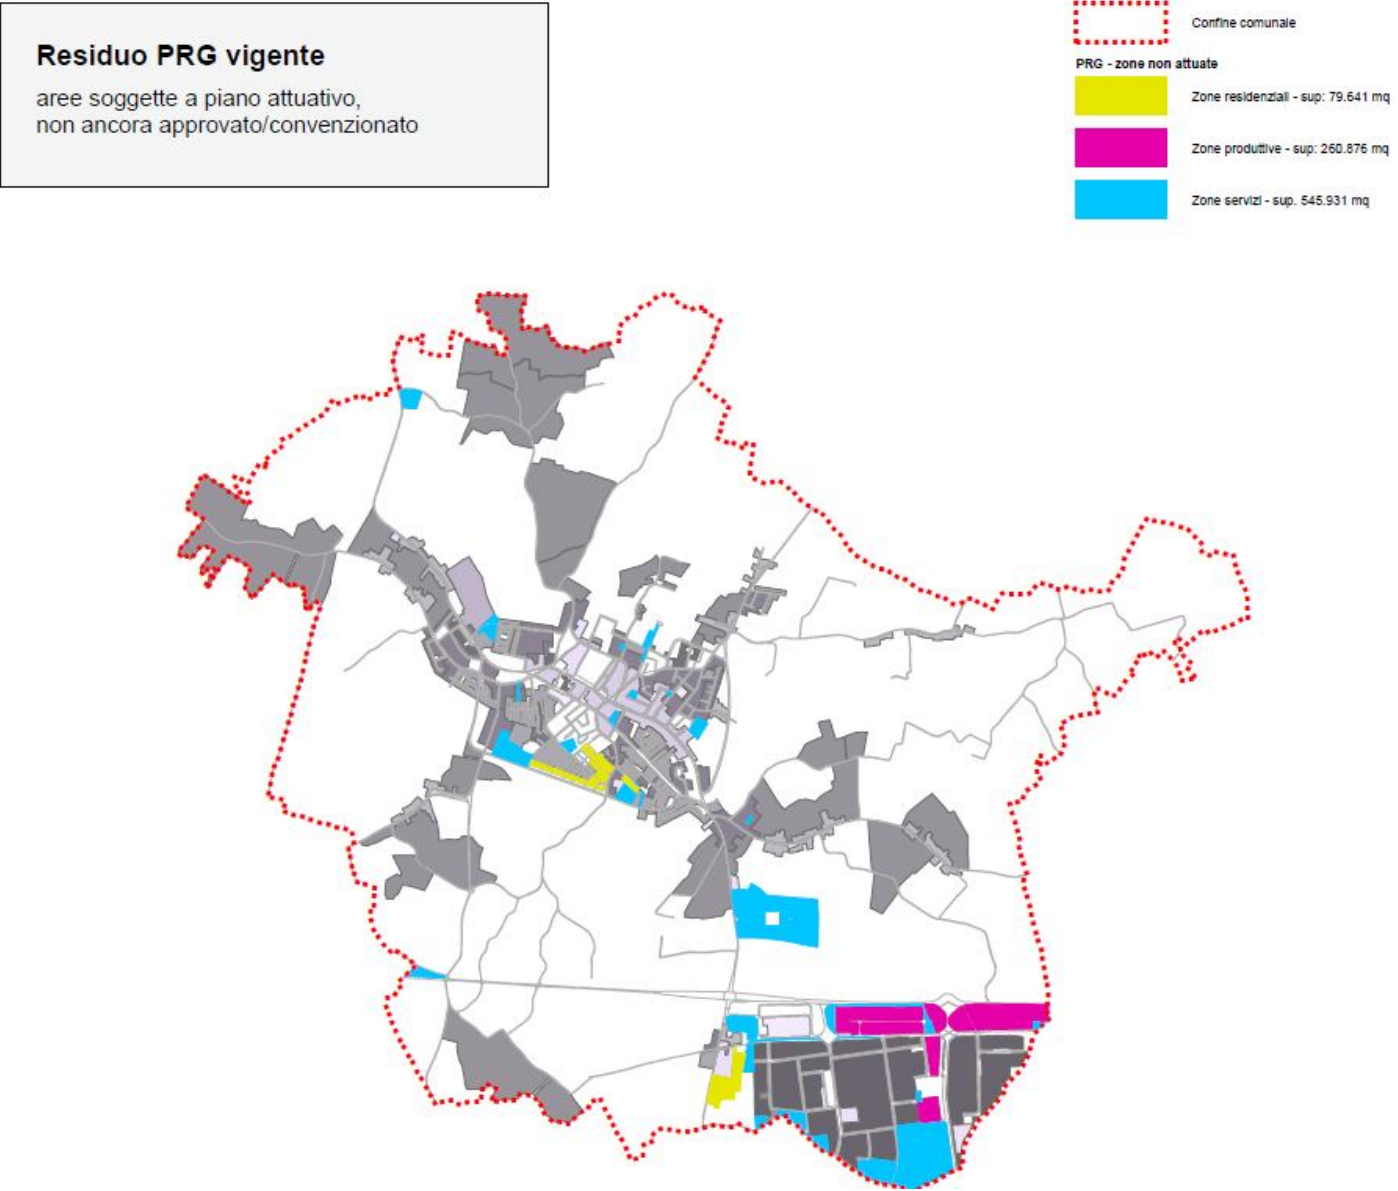 Residuo PRG vigente
aree soggette a piano attuativo,
non ancora approvato/convenzionato
Confine comunale
PRG - zone non attuate
Zone residenziali - sup: 79.641 mq
Zone produttive - sup: 260.876 mq
Zone servizi - sup. 545.931 mq